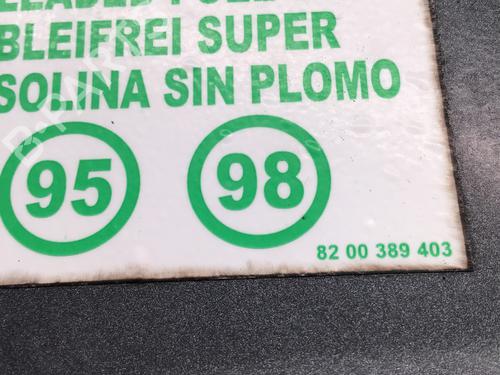 BLEIFREI SUPER
SOLINA SIN PLOMO
95 98
82 00 389 403